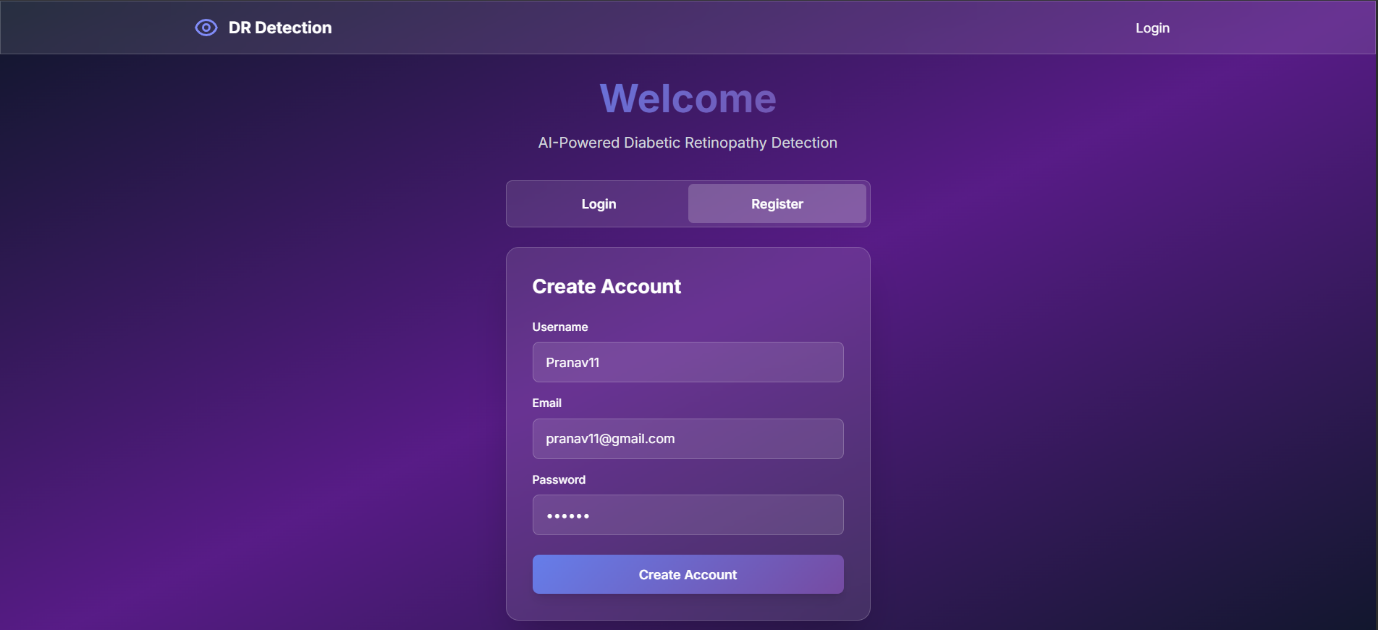 DR Detection
Login
Welcome
AI-Powered Diabetic Retinopathy Detection
Login
Register
Create Account
Username
Pranav11
Email
pranav11@gmail.com
Password
••••••
Create Account